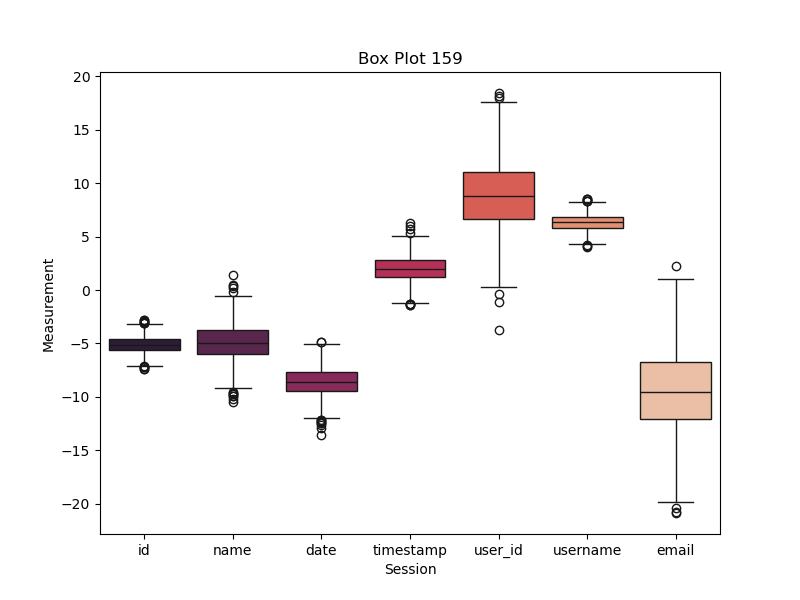 Box Plot 159
Measurement
20
15
10
5
0
−5
−10
−15
−20
id name date timestamp user_id username email
Session